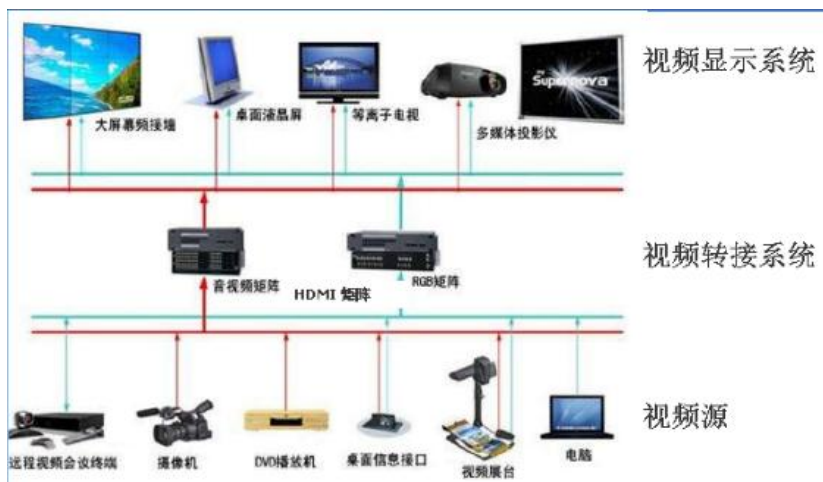 Supernova
视频显示系统
大屏幕频接墙
桌面液晶屏
等离子电视
多媒体投影仪
音视频矩阵
HDMI 矩阵
RGB矩阵
视频转接系统
远程视频会议终端
摄像机
DVD播放机
桌面信息接口
视频展台
电脑
视频源